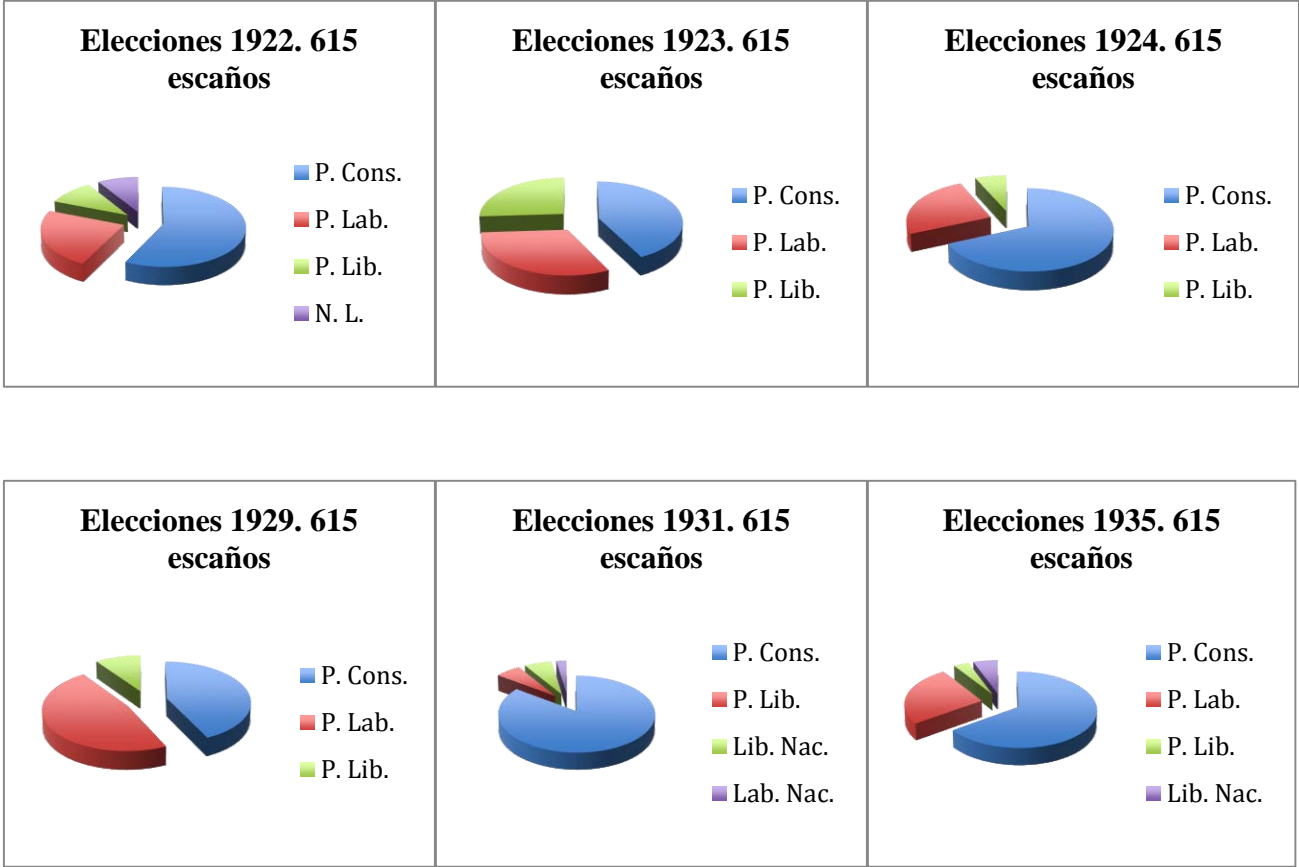 Elecciones 1922. 615
escaños
P. Cons.
P. Lab.
P. Lib.
N. L.
Elecciones 1923. 615
escaños
P. Cons.
P. Lab.
P. Lib.
Elecciones 1924. 615
escaños
P. Cons.
P. Lab.
P. Lib.
Elecciones 1929. 615
escaños
P. Cons.
P. Lab.
P. Lib.
Elecciones 1931. 615
escaños
P. Cons.
P. Lib.
Lib. Nac.
Lab. Nac.
Elecciones 1935. 615
escaños
P. Cons.
P. Lab.
P. Lib.
Lib. Nac.